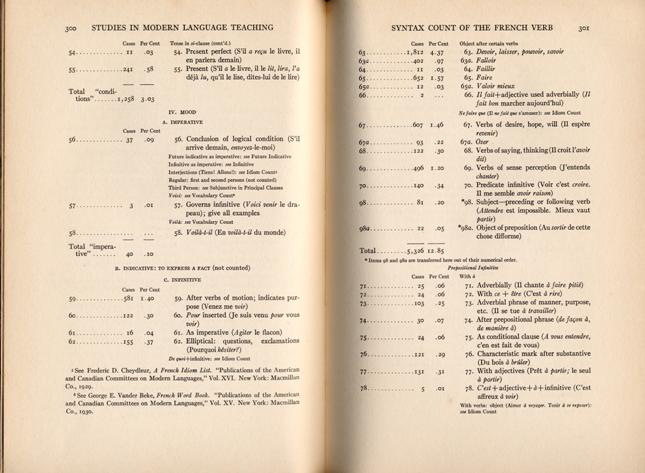 300 STUDIES IN MODERN LANGUAGE TEACHING
Cases Per Cent Tense in si-clause (cont'd.)
54............. 11 .03 54. Present perfect (S'il a reçu le livre, il
en parlera demain)
55............. 241 .58 55. Present (S'il a le livre, il le lit, lira, l'a
déjà lu, qu'il le lise, dites-lui de le lire)
Total "condi-
tions"......1,258 3.03
IV. MOOD
A. IMPERATIVE
Cases Per Cent
56............. 37 .09 56. Conclusion of logical condition (S'il
arrive demain, envoyez-le-moi)
Future indicative as imperative: see Future Indicative
Infinitive as imperative: see Infinitive
Interjections (Tiens! Allons!): see Idiom Count
Regular: first and second persons (not counted)
Third Person: see Subjunctive in Principal Clauses
Voici: see Vocabulary Count
57............. 3 .01 57. Governs infinitive (Voici venir le dra-
peau); give all examples
Voilà: see Vocabulary Count
58............. ... ... 58. Voilà-t-il (En voilà-t-il du monde)
Total "impera-
tive"...... 40 .10
B. INDICATIVE: TO EXPRESS A FACT (not counted)
C. INFINITIVE
Cases Per Cent
59............. 581 1.40 59. After verbs of motion; indicates pur-
pose (Venez me voir)
60............. 122 .30 60. Pour inserted (Je suis venu pour vous
voir)
61............. 16 .04 61. As imperative (Agiter le flacon)
62............. 155 .37 62. Elliptical: questions, exclamations
(Pourquoi hésiter?)
De quoi+infinitive: see Idiom Count
See Frederic D. Cheydleur, A French Idiom List. "Publications of the American
and Canadian Committees on Modern Languages," Vol. XVI. New York: Macmillan
Co., 1929.
See George E. Vander Beke, French Word Book. "Publications of the American
and Canadian Committees on Modern Languages," Vol. XV. New York: Macmillan
Co., 1930.
SYNTAX COUNT OF THE FRENCH VERB 301
Cases Per Cent Object after certain verbs
63.............1,812 4.37 63. Devoir, laisser, pouvoir, savoir
63a............ 402 .97 63a. Falloir
64............. 11 .03 64. Faillir
65............. 652 1.57 65. Faire
65a............ 12 .03 65a. Valoir mieux
66............. 2 ... 66. Il fait+adjective used adverbially (Il
fait bon marcher aujourd'hui)
Ne faire que (Il ne fait que s'amuser): see Idiom Count
67............. 607 1.46 67. Verbs of desire, hope, will (Il espère
revenir)
67a............ 93 .22 67a. Oser
68............. 122 .30 68. Verbs of saying, thinking (Il croit l'avoir
dit)
69............. 496 1.20 69. Verbs of sense perception (J'entends
chanter)
70............. 140 .34 70. Predicate infinitive (Voir c'est croire.
Il me semble avoir raison)
98............. 81 .20 *98. Subject—preceding or following verb
(Attendre est impossible. Mieux vaut
partir)
98a............ 22 .05 *98a. Object of preposition (Au sortir de cette
chose difforme)
Total.............5,326 12.85
* Items 98 and 98a are transferred here out of their numerical order.
Prepositional Infinitive
Cases Per Cent With à
71............. 25 .06 71. Adverbially (Il chante à faire pitié)
72............. 24 .06 72. With ce + être (C'est à rire)
73............. 103 .25 73. Adverbial phrase of manner, purpose,
etc. (Il se tue à travailler)
74............. 30 .07 74. After prepositional phrase (de façon à,
de manière à)
75............. 24 .06 75. As conditional clause (A vous entendre,
c'en est fait de vous)
76............. 121 .29 76. Characteristic mark after substantive
(Du bois à brûler)
77............. 131 .31 77. With adjectives (Prêt à partir; le seul
à partir)
78............. 5 .01 78. C'est+adjective+à+infinitive (C'est
affreux à voir)
With verbs: object (Aimer à voyager. Tenir à se reposer):
see Idiom Count